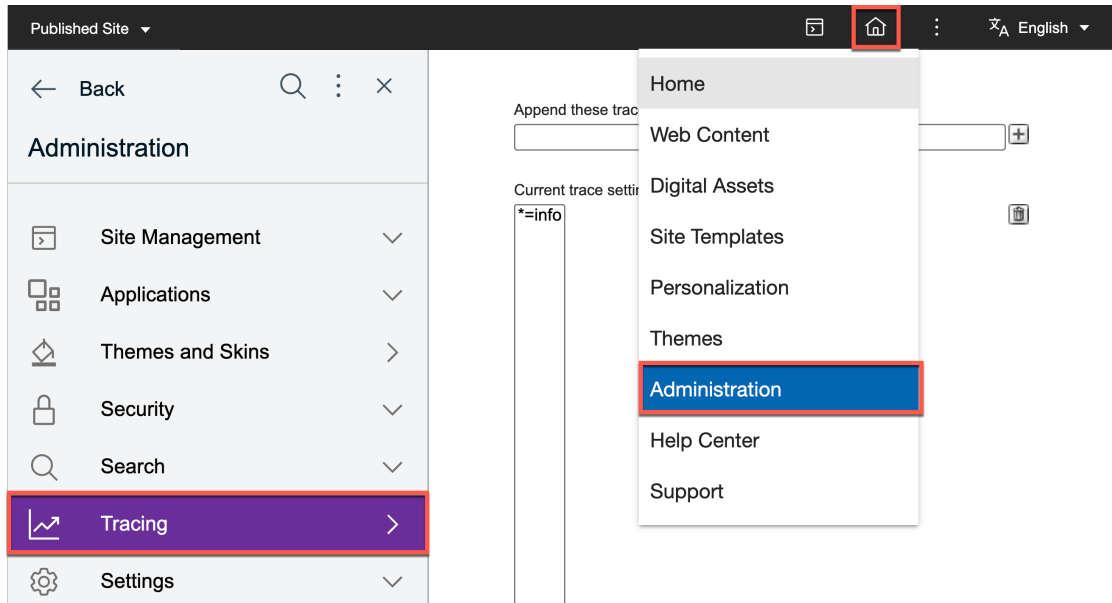 Published Site
English
Back
Administration
Site Management
Applications
Themes and Skins
Security
Search
Tracing
Settings
Append these trac
Current trace settin
*=info
Home
Web Content
Digital Assets
Site Templates
Personalization
Themes
Administration
Help Center
Support